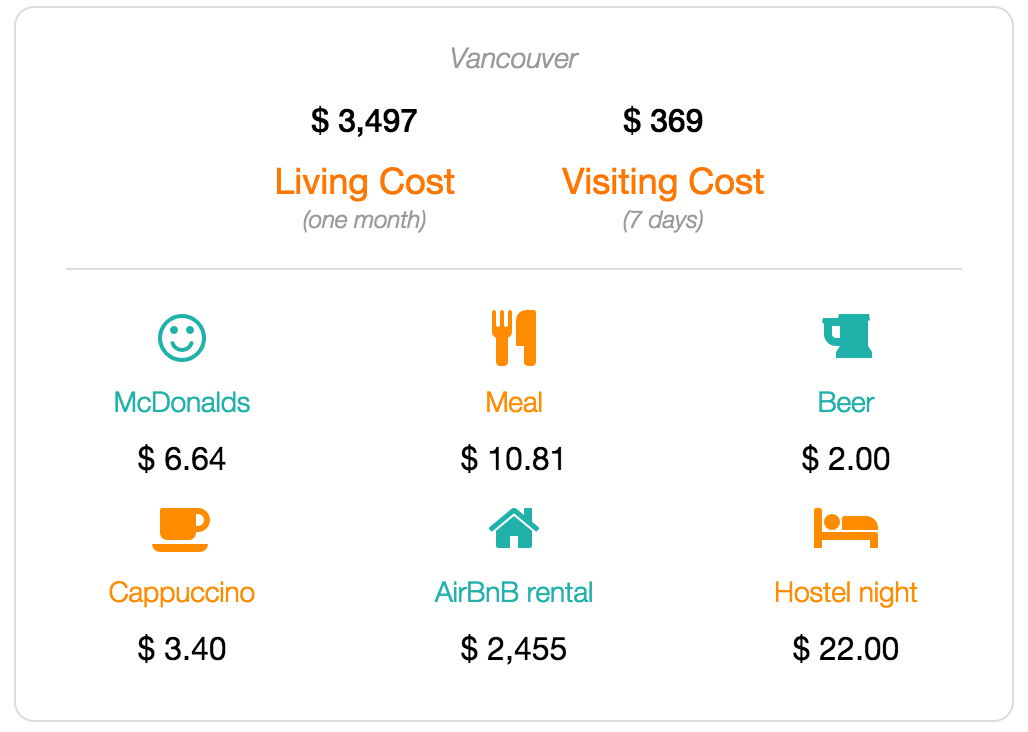 Vancouver
$ 3,497 $ 369
Living Cost Visiting Cost
(one month) (7 days)
McDonalds Meal Beer
$ 6.64 $ 10.81 $ 2.00
Cappuccino AirBnB rental Hostel night
$ 3.40 $ 2,455 $ 22.00